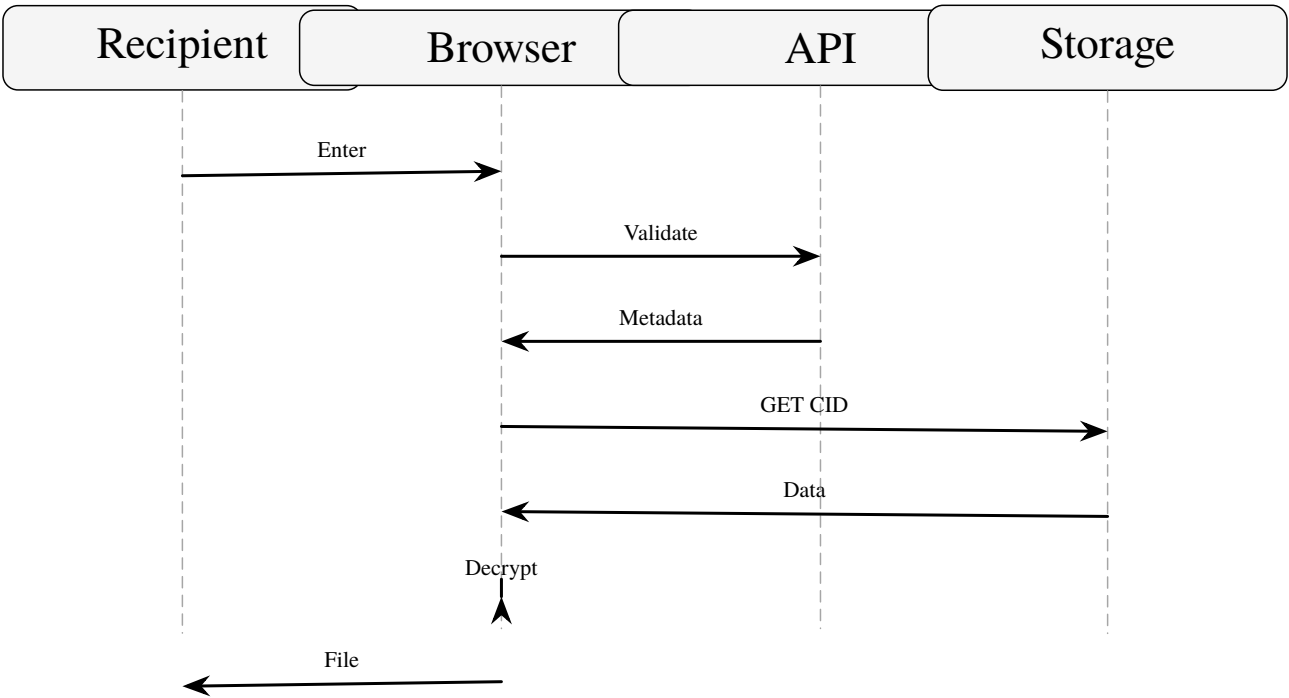 Recipient
Browser
API
Storage
Enter
Validate
Metadata
GET CID
Data
Decrypt
File